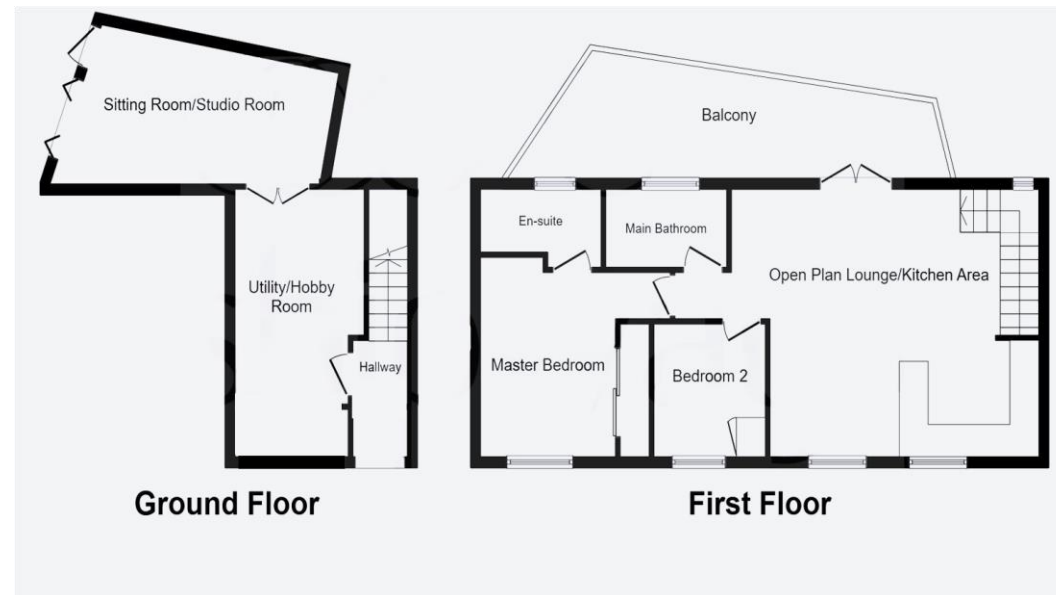 Sitting Room/Studio Room
Utility/Hobby
Room
Hallway
Ground Floor
Balcony
En-suite
Main Bathroom
Open Plan Lounge/Kitchen Area
Master Bedroom
Bedroom 2
First Floor